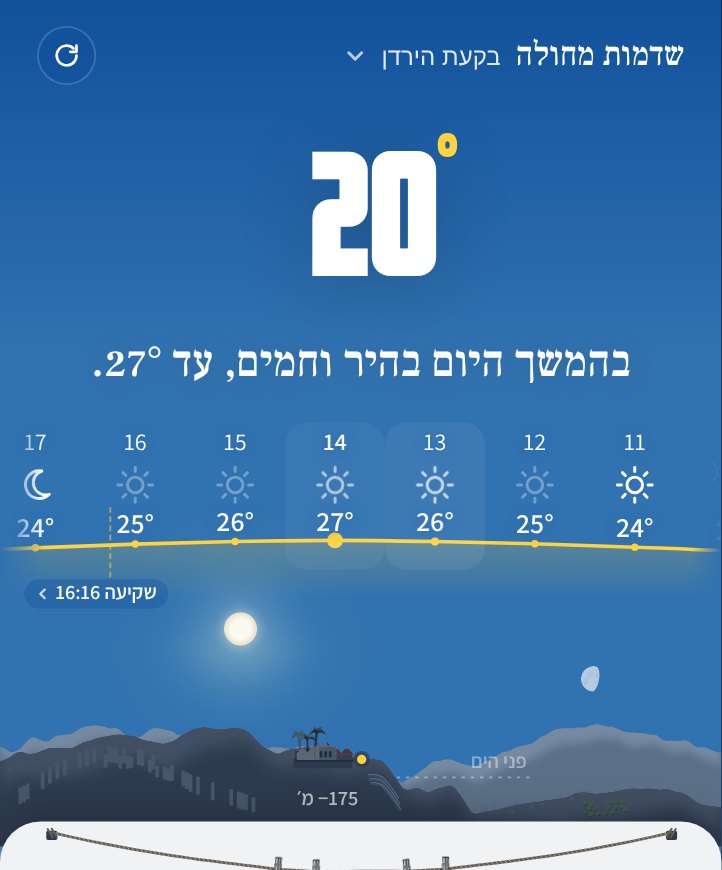 שדמות מחולה בקעת הירדן
20°
בהמשך היום בהיר וחמים, עד 27°.
11 12 13 14 15 16 17
24° 25° 26° 27° 26° 25° 24°
שקיעה 16:16
פני הים
−175 מ׳